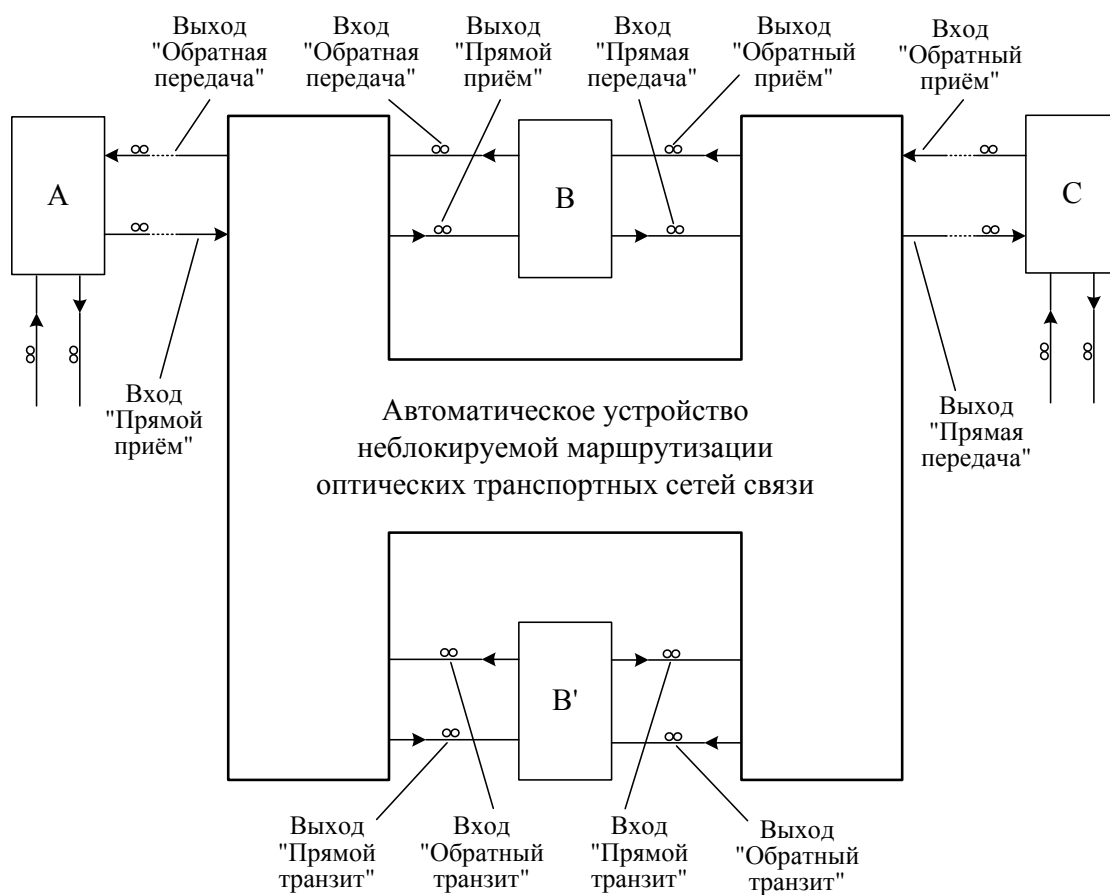 Выход
"Обратная
передача"
Вход
"Обратная
передача"
Выход
"Прямой
приём"
Вход
"Прямая
передача"
Выход
"Обратный
приём"
Вход
"Обратный
приём"
A
B
C
Вход
"Прямой
приём"
Автоматическое устройство
неблокируемой маршрутизации
оптических транспортных сетей связи
Выход
"Прямая
передача"
B'
Выход
"Прямой
транзит"
Вход
"Обратный
транзит"
Вход
"Прямой
транзит"
Выход
"Обратный
транзит"